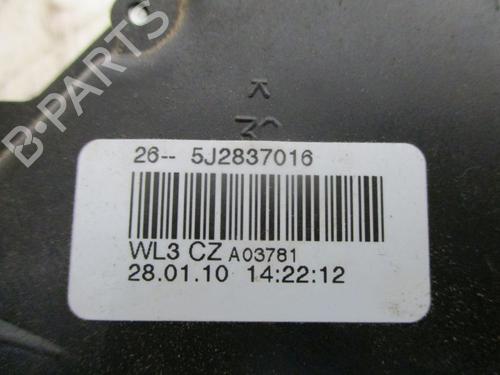 B-PARTS
K
26-- 5J2837016
WL3 CZ A03781
28.01.10 14:22:12